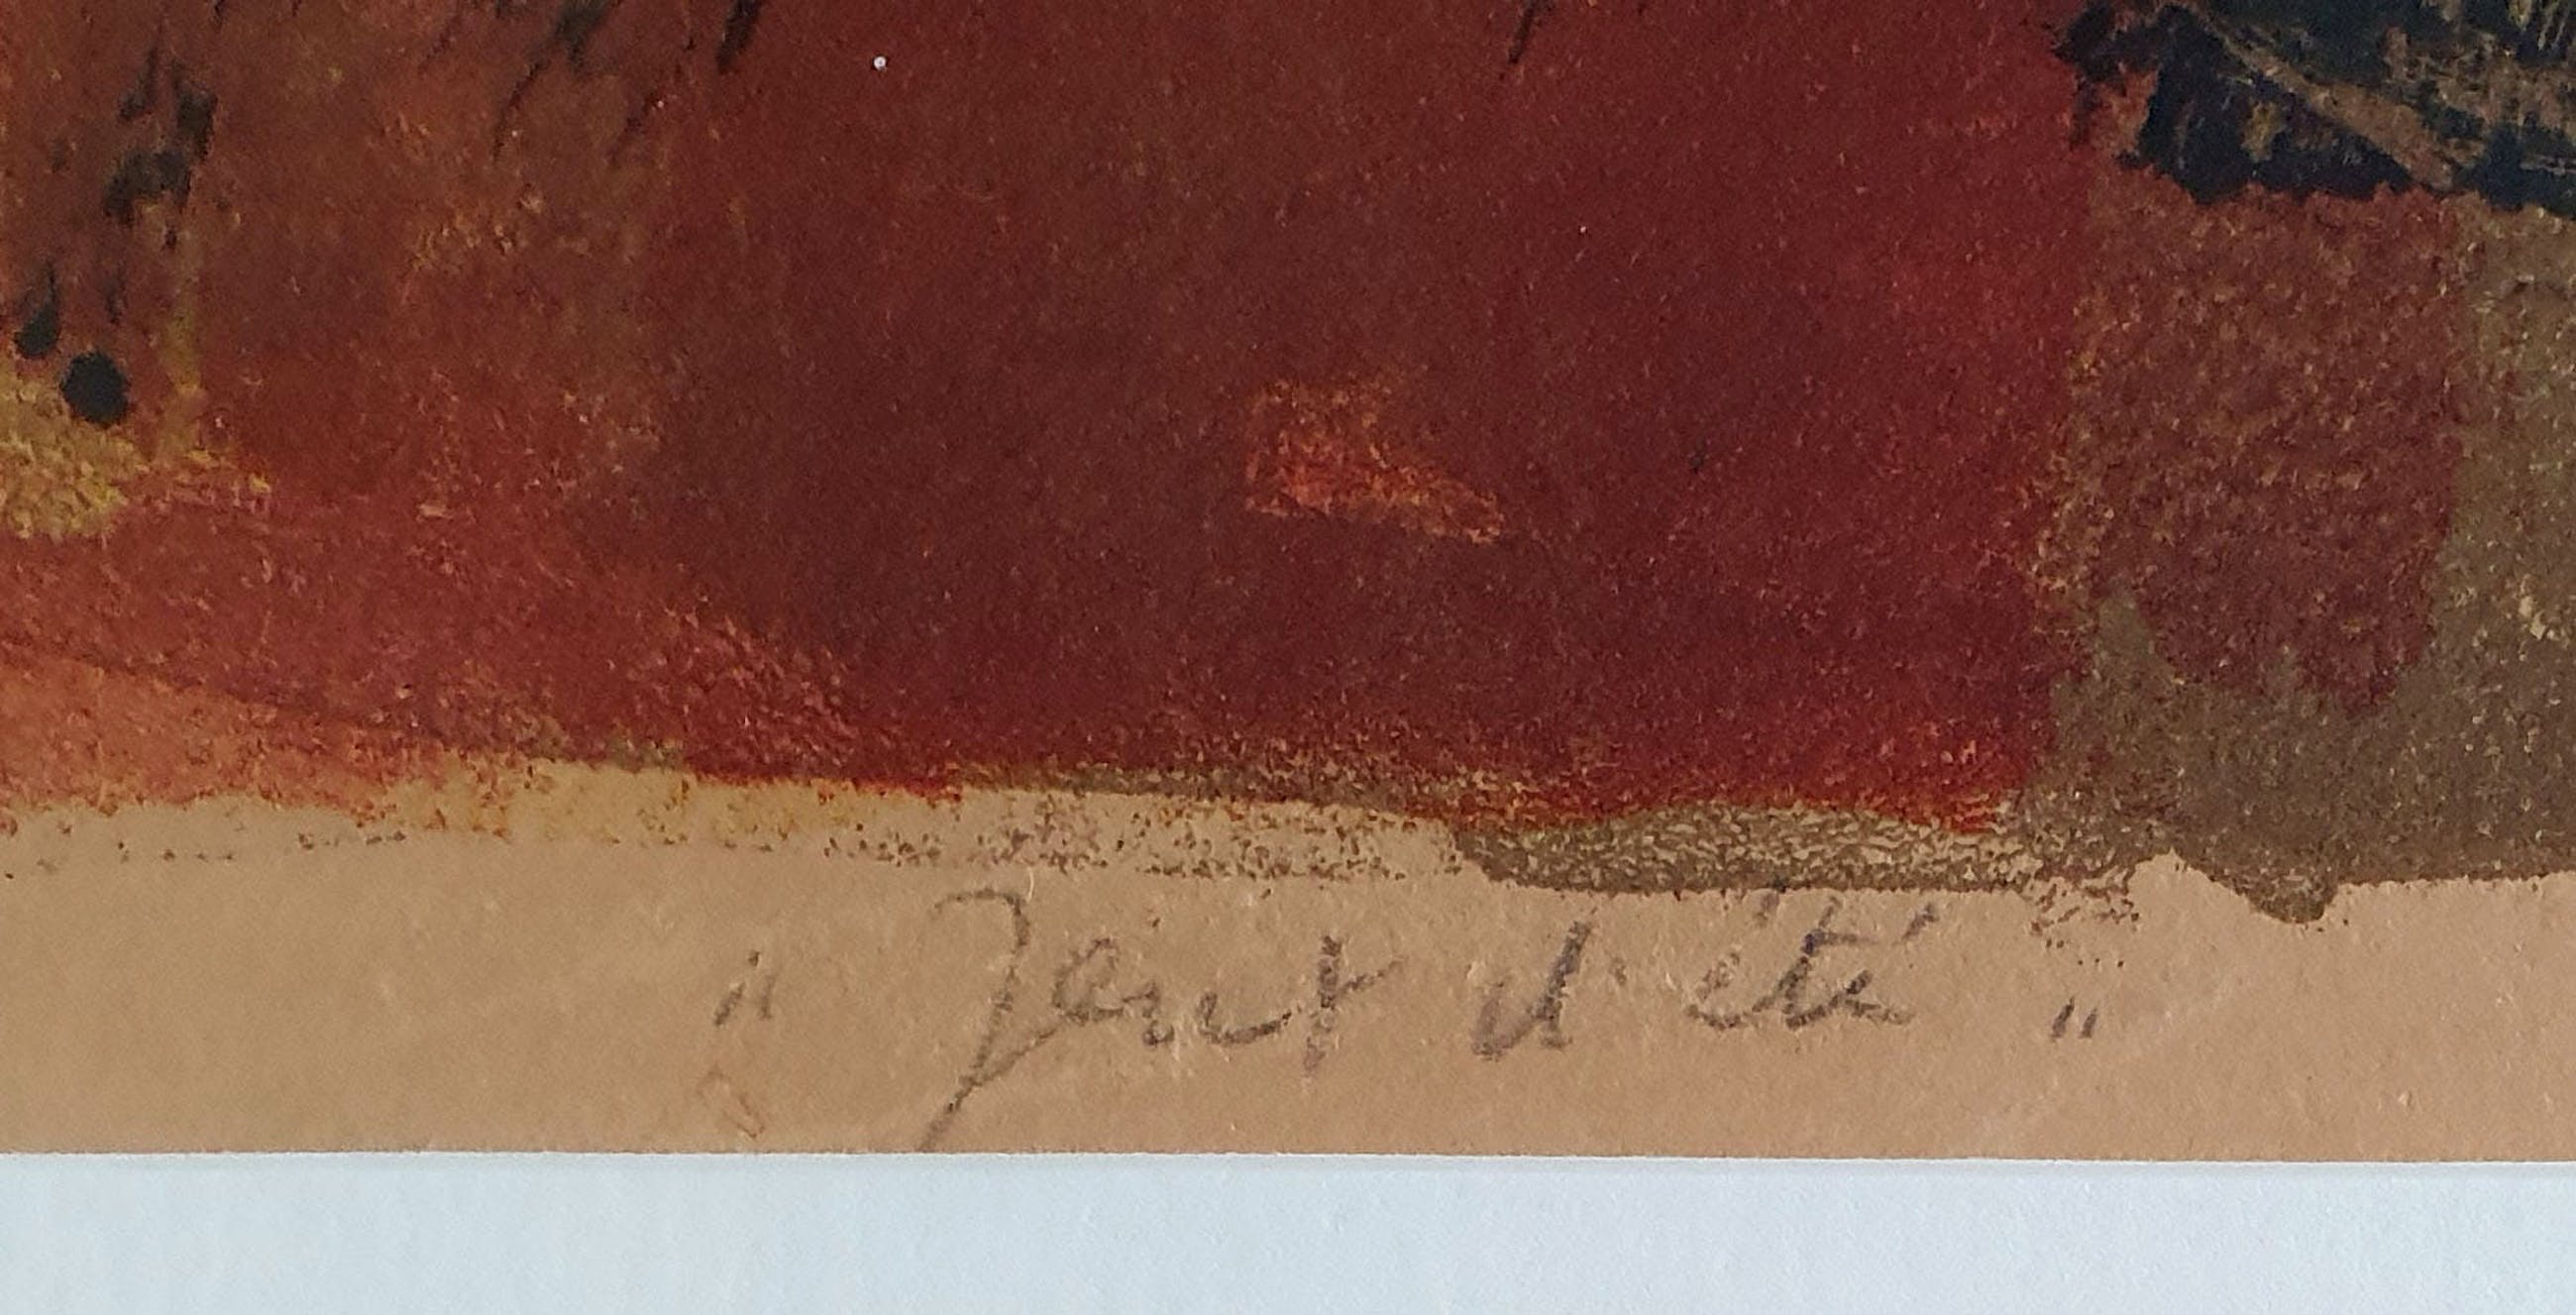 " Jour d'été "